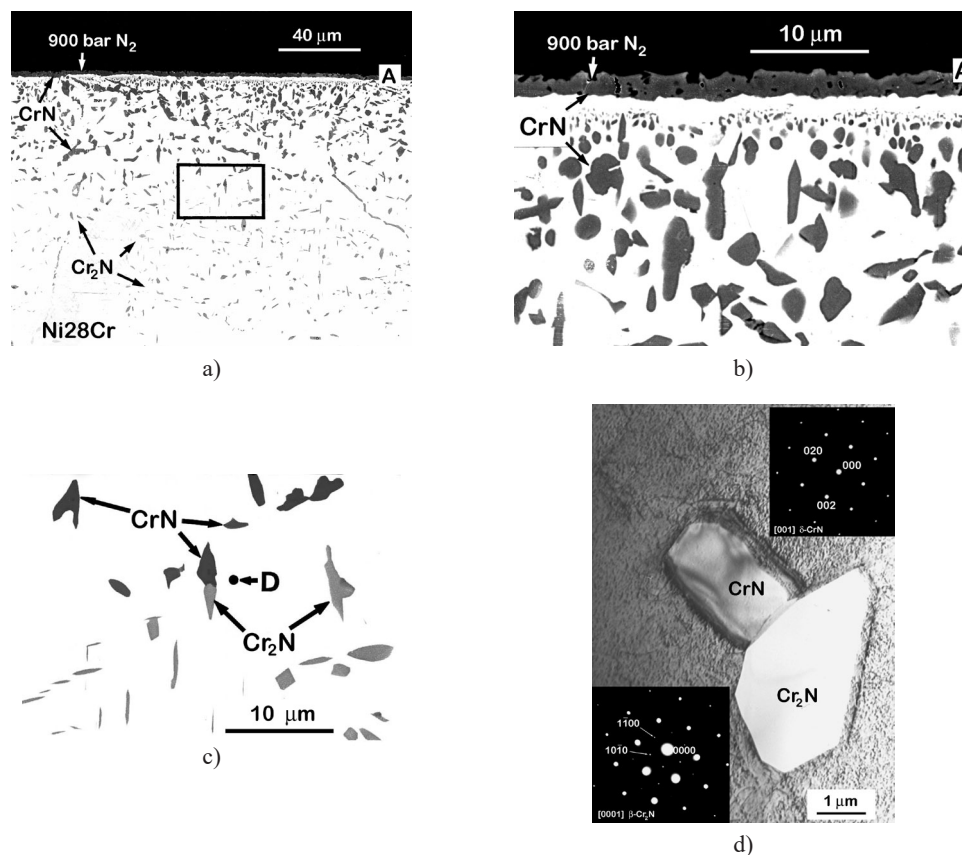 900 bar N₂
40 μm
A
CrN
Cr₂N
Ni28Cr
a)
900 bar N₂
10 μm
A
CrN
b)
CrN
D
Cr₂N
10 μm
c)
020
000
002
[001] δ-CrN
CrN
Cr₂N
1100
1010
0000
[0001] β-Cr₂N
1 μm
d)